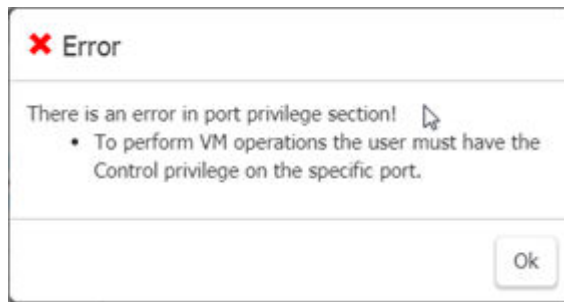 Error
There is an error in port privilege section!
• To perform VM operations the user must have the
Control privilege on the specific port.
Ok